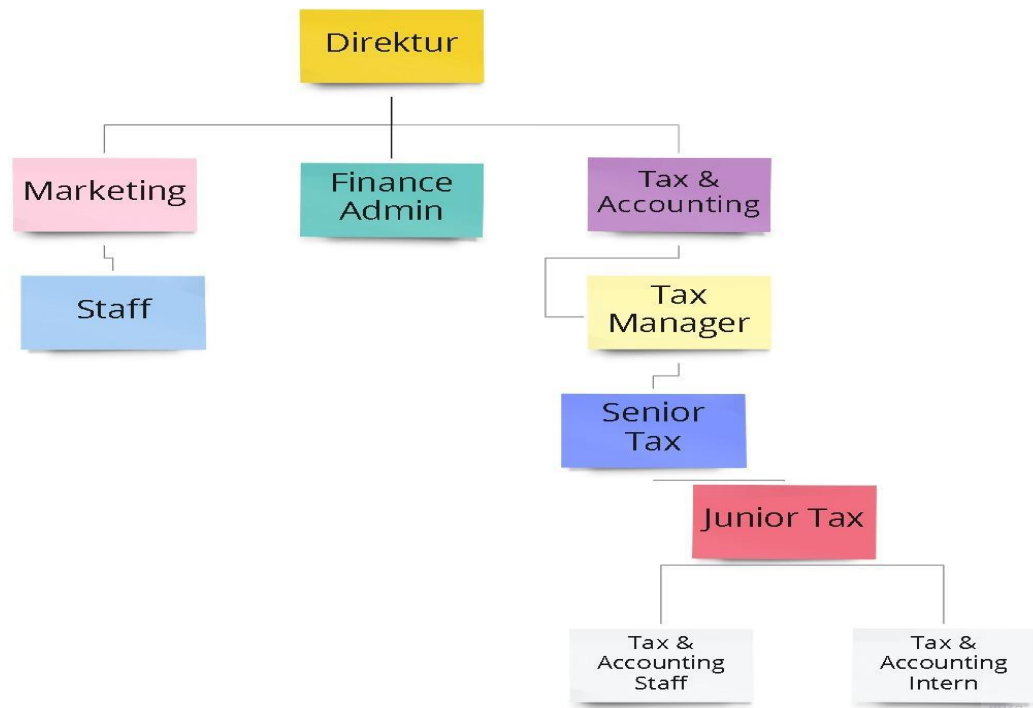 Direktur
Marketing
Finance
Admin
Tax &
Accounting
Staff
Tax
Manager
Senior
Tax
Junior Tax
Tax &
Accounting
Staff
Tax &
Accounting
Intern